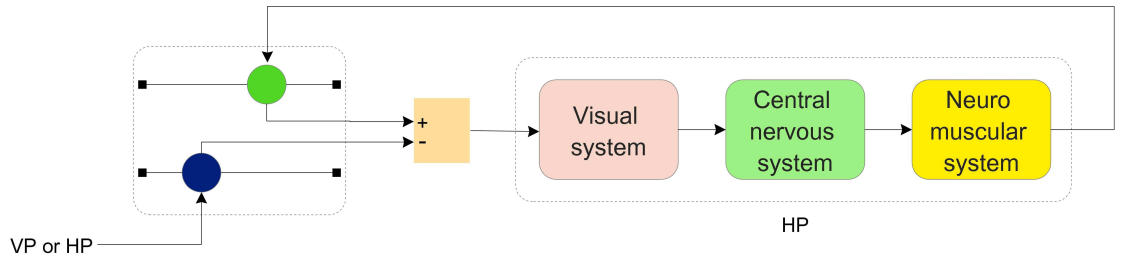 +
-
Visual
system
Central
nervous
system
Neuro
muscular
system
HP
VP or HP